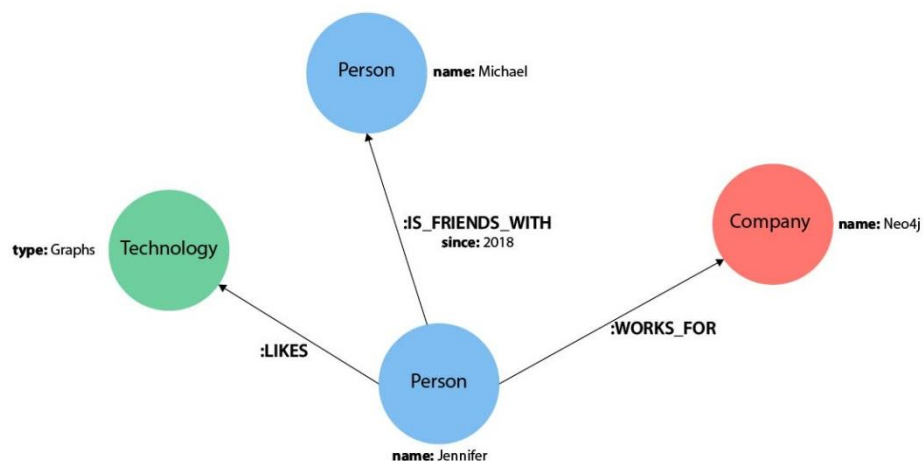 Person
name: Michael
:IS_FRIENDS_WITH
since: 2018
Company
name: Neo4j
type: Graphs
Technology
:WORKS_FOR
:LIKES
Person
name: Jennifer